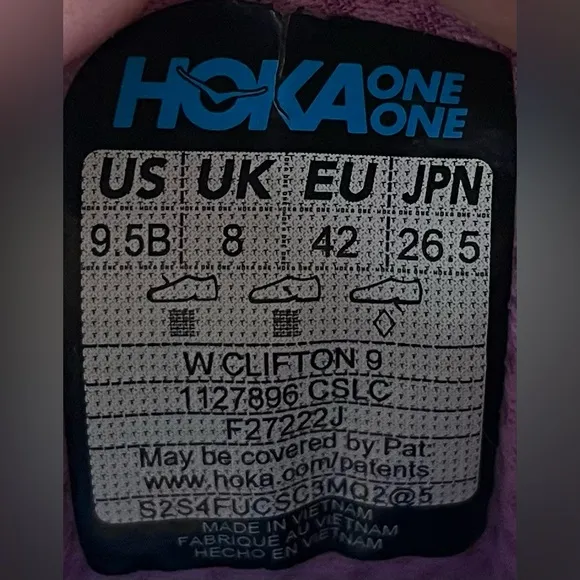 HOKA ONE ONE
US UK EU JPN
9.5B 8 42 26.5
W CLIFTON 9
1127896 CSLC
F27222J
May be covered by Pat.
www.hoka.com/patents
S2S4FUCSC3MQ2@5
MADE IN VIETNAM
FABRIQUE AU VIETNAM
HECHO EN VIETNAM